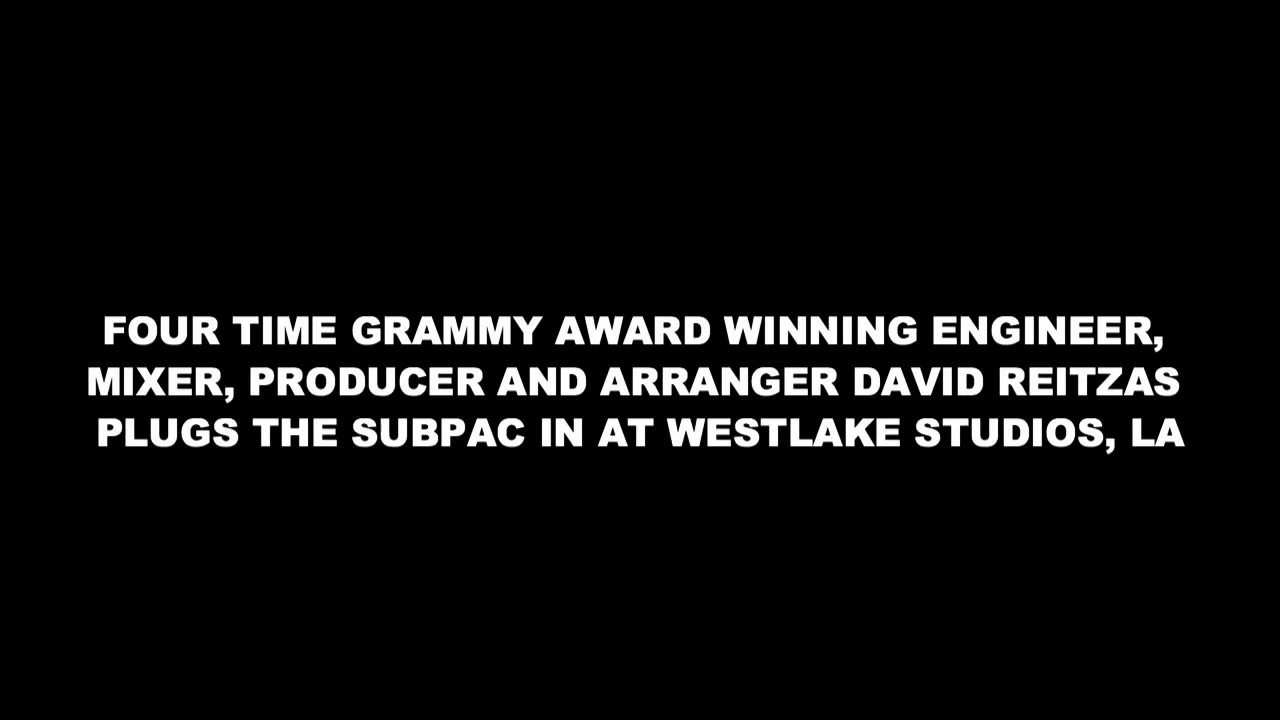 FOUR TIME GRAMMY AWARD WINNING ENGINEER,
MIXER, PRODUCER AND ARRANGER DAVID REITZAS
PLUGS THE SUBPAC IN AT WESTLAKE STUDIOS, LA